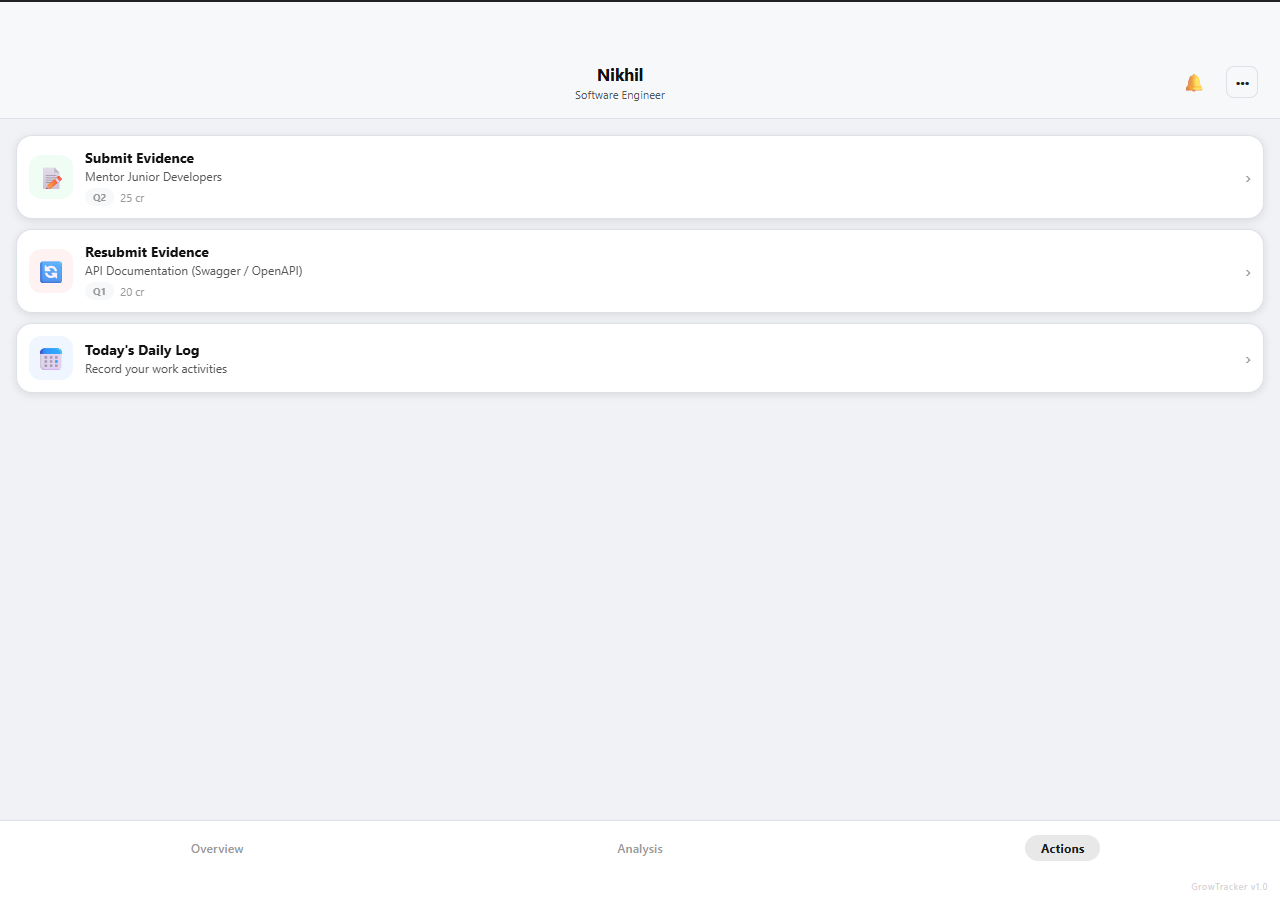 Nikhil
Software Engineer
Submit Evidence
Mentor Junior Developers
Q2 25 cr
Resubmit Evidence
API Documentation (Swagger / OpenAPI)
Q1 20 cr
Today's Daily Log
Record your work activities
Overview Analysis Actions
GrowTracker v1.0